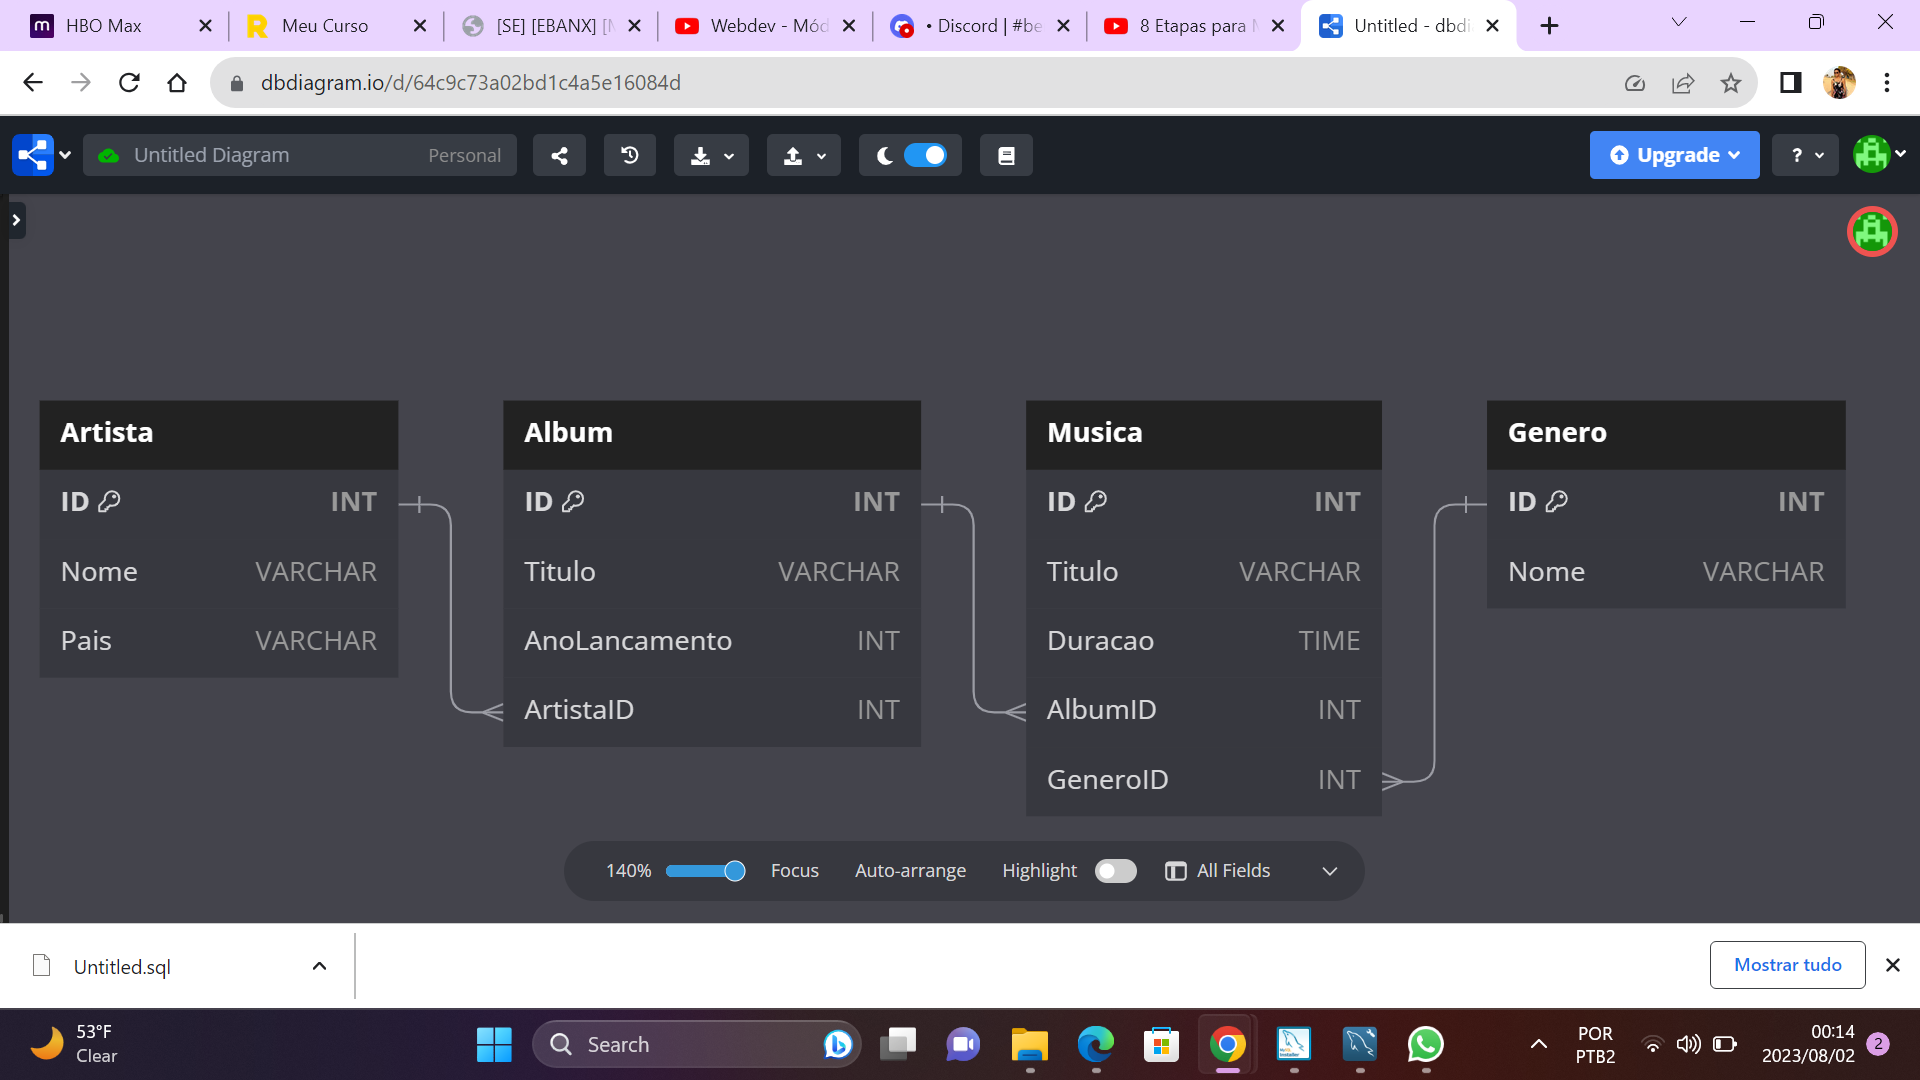 HBO Max
Meu Curso
[SE] [EBANX] [
Webdev - Mód
• Discord | #be
8 Etapas para
Untitled - dbdi
dbdiagram.io/d/64c9c73a02bd1c4a5e16084d
Untitled Diagram Personal
Upgrade
?
Artista
ID INT
Nome VARCHAR
Pais VARCHAR
Album
ID INT
Titulo VARCHAR
AnoLancamento INT
ArtistaID INT
Musica
ID INT
Titulo VARCHAR
Duracao TIME
AlbumID INT
GeneroID INT
Genero
ID INT
Nome VARCHAR
140% Focus Auto-arrange Highlight All Fields
Untitled.sql
Mostrar tudo
53°F
Clear
Search
POR
PTB2
00:14
2023/08/02
2